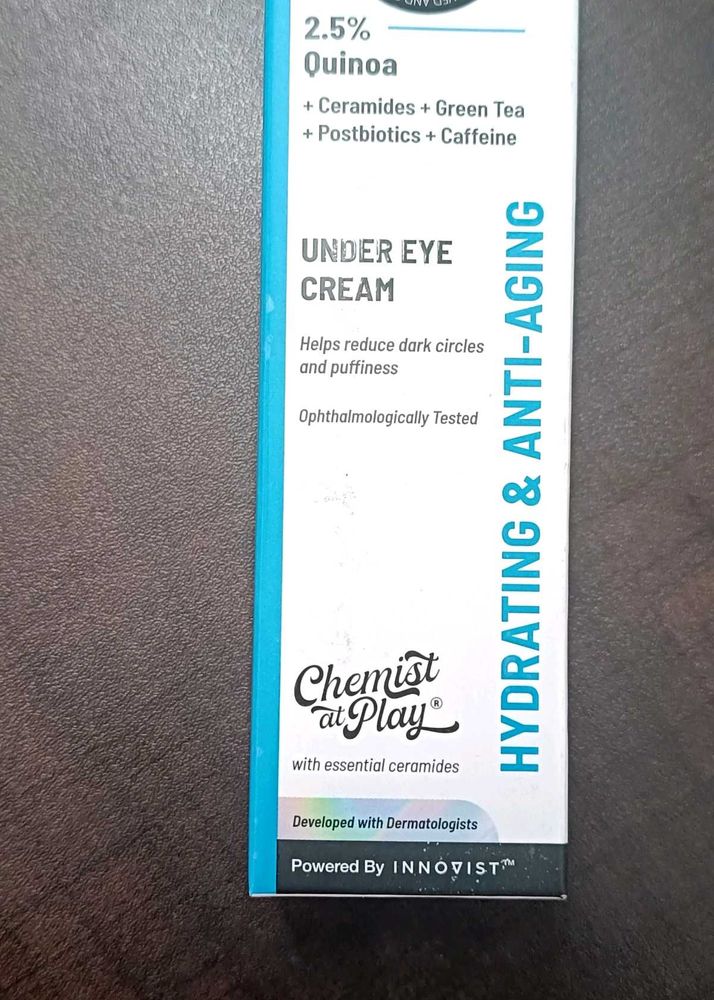 2.5%
Quinoa
+ Ceramides + Green Tea
+ Postbiotics + Caffeine
UNDER EYE
CREAM
Helps reduce dark circles
and puffiness
Ophthalmologically Tested
HYDRATING & ANTI-AGING
Chemist
at Play®
with essential ceramides
Developed with Dermatologists
Powered By INNOVIST™